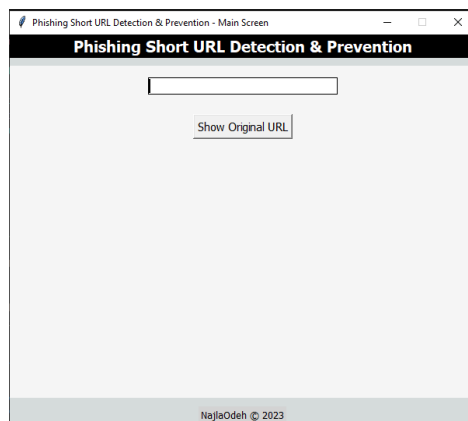 Phishing Short URL Detection & Prevention - Main Screen
Phishing Short URL Detection & Prevention
Show Original URL
NajlaOdeh © 2023